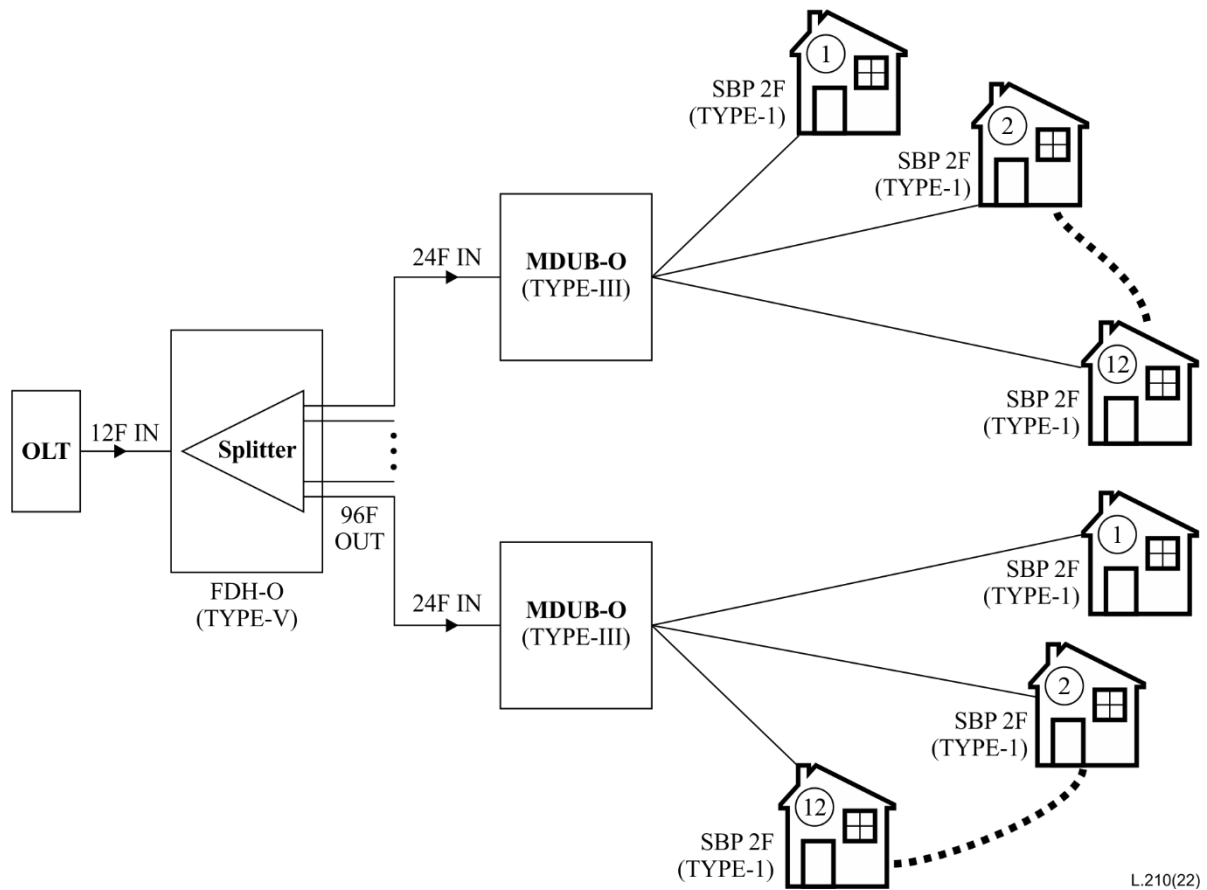 1
SBP 2F
(TYPE-1)
2
SBP 2F
(TYPE-1)
24F IN
MDUB-O
(TYPE-III)
12
SBP 2F
(TYPE-1)
OLT
12F IN
Splitter
96F
OUT
FDH-O
(TYPE-V)
24F IN
MDUB-O
(TYPE-III)
1
SBP 2F
(TYPE-1)
2
SBP 2F
(TYPE-1)
12
SBP 2F
(TYPE-1)
L.210(22)